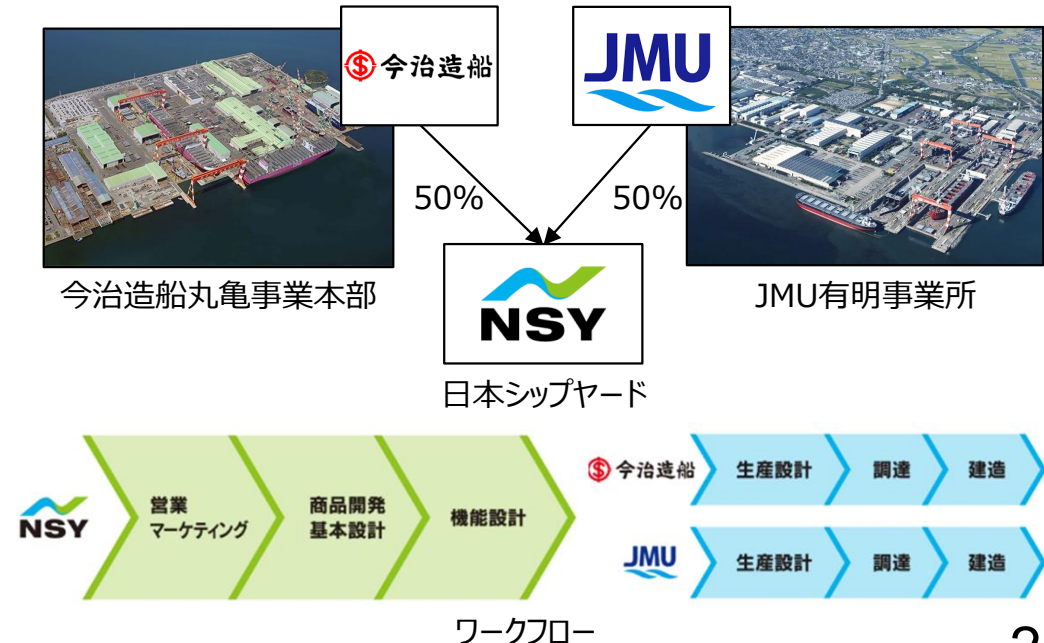 今治造船
JMU
50%
50%
今治造船丸亀事業本部
JMU有明事業所
NSY
日本シップヤード
NSY
営業
マーケティング
商品開発
基本設計
機能設計
今治造船
生産設計
調達
建造
JMU
生産設計
調達
建造
ワークフロー